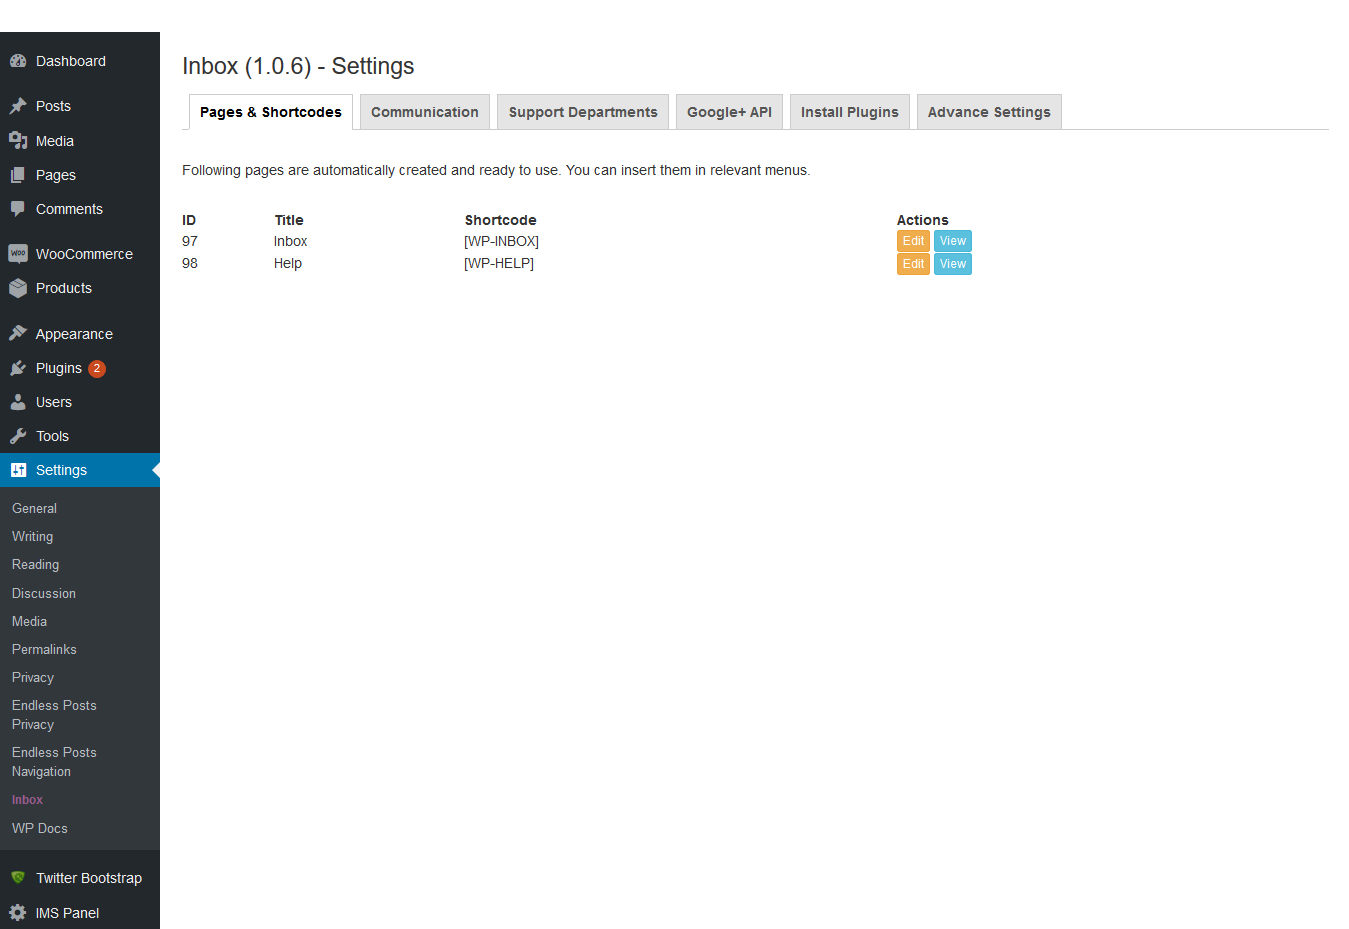 Dashboard
Posts
Media
Pages
Comments
WooCommerce
Products
Appearance
Plugins 2
Users
Tools
Settings
General
Writing
Reading
Discussion
Media
Permalinks
Privacy
Endless Posts
Privacy
Endless Posts
Navigation
Inbox
WP Docs
Twitter Bootstrap
IMS Panel
Inbox (1.0.6) - Settings
Pages & Shortcodes Communication Support Departments Google+ API Install Plugins Advance Settings
Following pages are automatically created and ready to use. You can insert them in relevant menus.
ID Title Shortcode Actions
97 Inbox [WP-INBOX] Edit View
98 Help [WP-HELP] Edit View